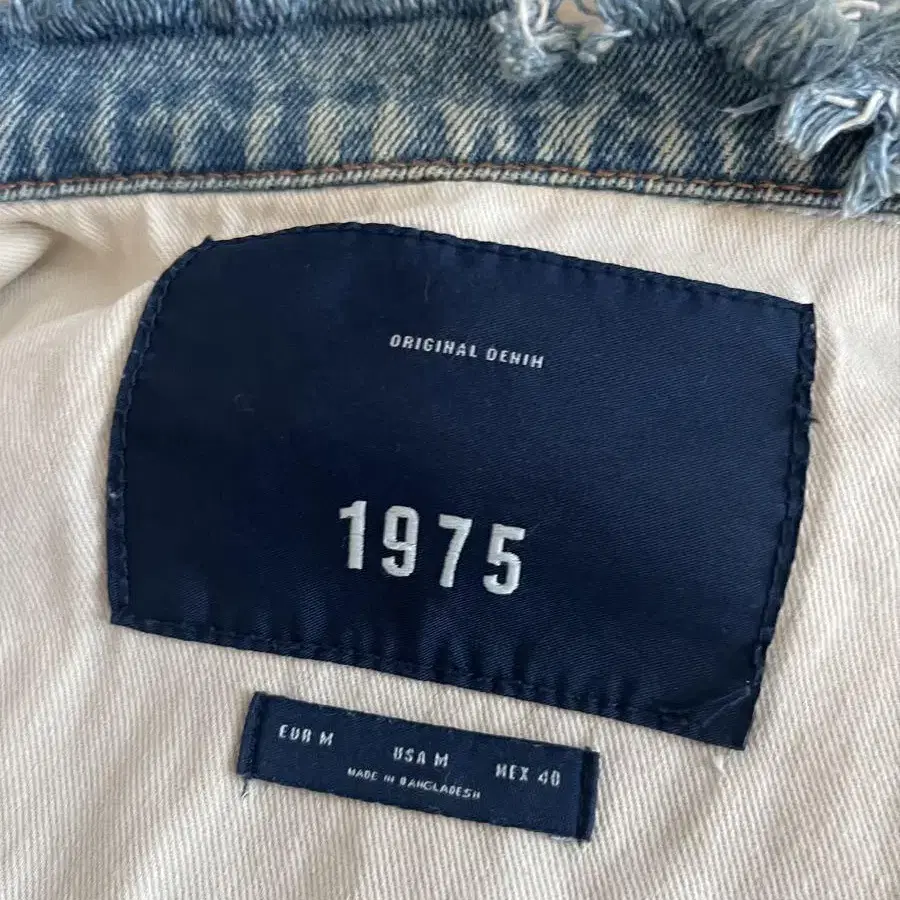 ORIGINAL DENIM
1975
EUR M USA M MEX 40
MADE IN BANGLADESH